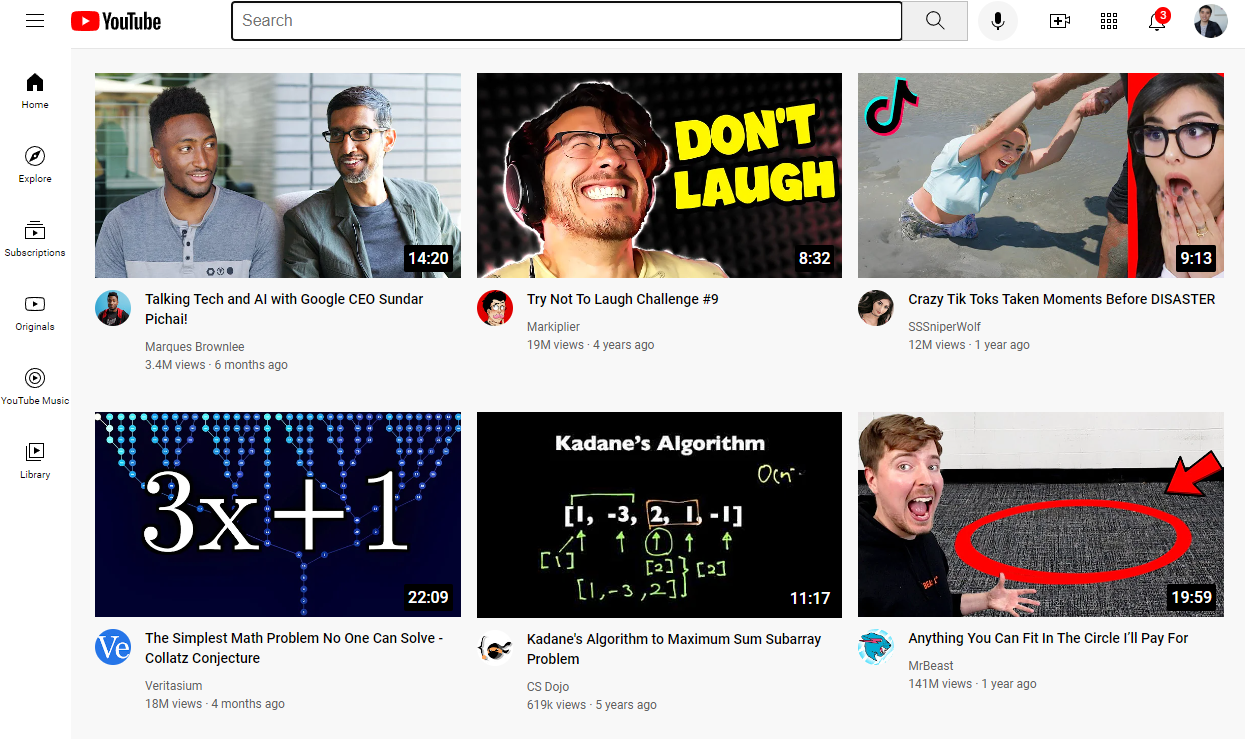 YouTube
Search
3
Home
Explore
Subscriptions
Originals
YouTube Music
Library
14:20
Talking Tech and AI with Google CEO Sundar
Pichai!
Marques Brownlee
3.4M views · 6 months ago
DON'T
LAUGH
8:32
Try Not To Laugh Challenge #9
Markiplier
19M views · 4 years ago
9:13
Crazy Tik Toks Taken Moments Before DISASTER
SSSniperWolf
12M views · 1 year ago
3x+1
22:09
Ve
The Simplest Math Problem No One Can Solve -
Collatz Conjecture
Veritasium
18M views · 4 months ago
Kadane's Algorithm
[1, -3, 2, 1, -1]
[1]
[2]
[2]
[1, -3, 2]
11:17
Kadane's Algorithm to Maximum Sum Subarray
Problem
CS Dojo
619k views · 5 years ago
19:59
Anything You Can Fit In The Circle I’ll Pay For
MrBeast
141M views · 1 year ago